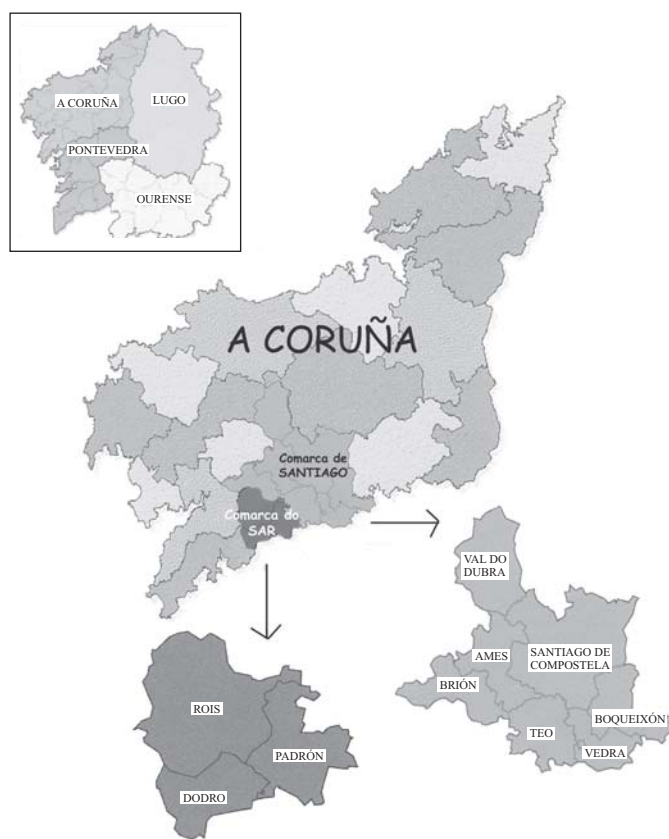 A CORUÑA
LUGO
PONTEVEDRA
OURENSE
A CORUÑA
Comarca de
SANTIAGO
Comarca do
SAR
VAL DO
DUBRA
AMES
SANTIAGO DE
COMPOSTELA
BRIÓN
BOQUEIXÓN
TEO
VEDRA
ROIS
PADRÓN
DODRO